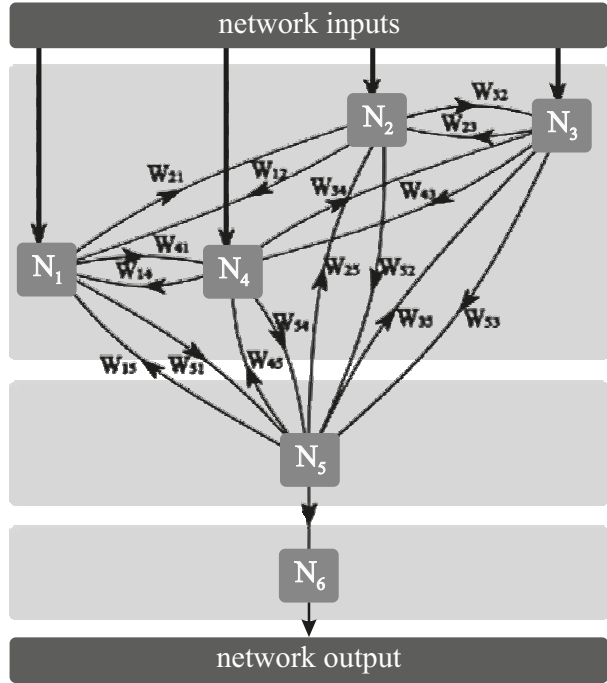 network inputs
N₂
W₃₂
N₃
W₂₃
W₂₁
W₁₂
W₃₄
W₄₃
N₁
W₄₁
W₁₄
N₄
W₂₅
W₅₂
W₅₄
W₃₅
W₅₃
W₁₅
W₅₁
W₄₅
N₅
N₆
network output